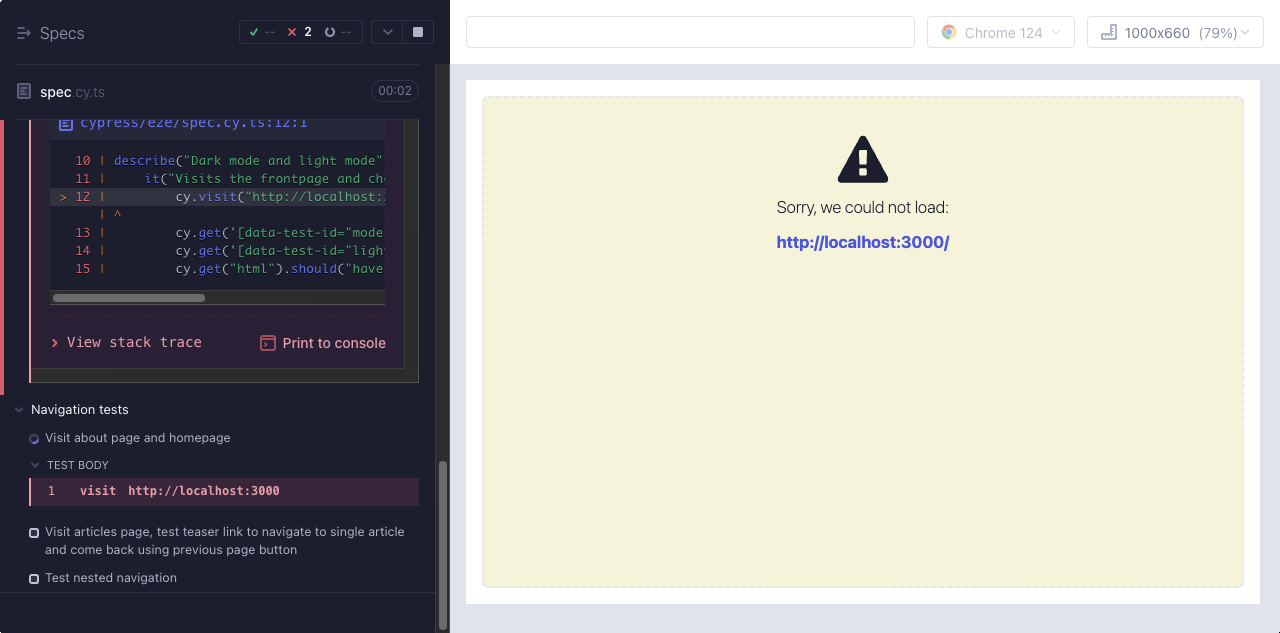 Specs
-- 2 --
Chrome 124
1000x660 (79%)
spec.cy.ts
00:02
cypress/e2e/spec.cy.ts:12:1
10 | describe("Dark mode and light mode"
11 | it("Visits the frontpage and ch
> 12 | cy.visit("http://localhost:
| ^
13 | cy.get('[data-test-id="mode
14 | cy.get('[data-test-id="ligh
15 | cy.get("html").should("have
View stack trace
Print to console
Navigation tests
Visit about page and homepage
TEST BODY
1 visit http://localhost:3000
Visit articles page, test teaser link to navigate to single article
and come back using previous page button
Test nested navigation
Sorry, we could not load:
http://localhost:3000/